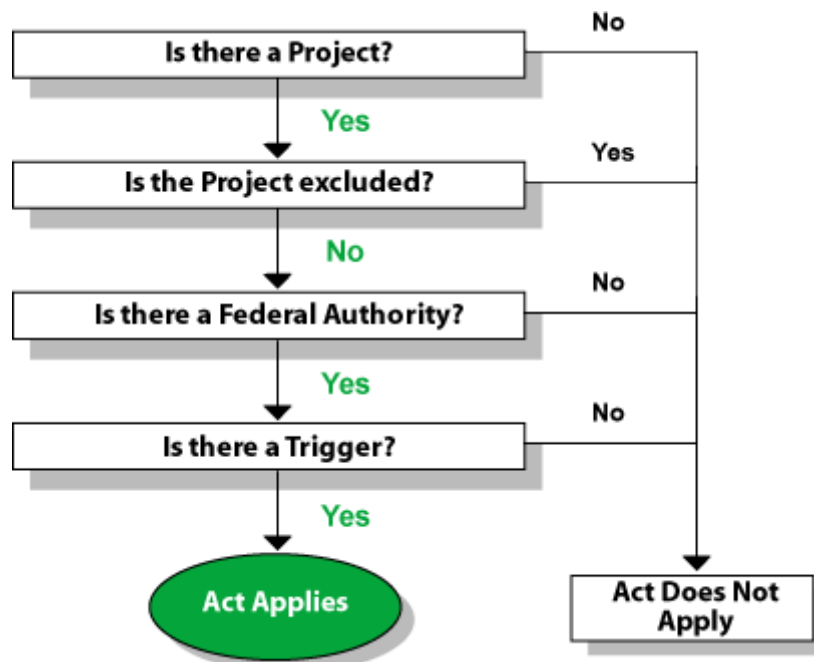 No
Is there a Project?
Yes
Yes
Is the Project excluded?
No
No
Is there a Federal Authority?
Yes
No
Is there a Trigger?
Yes
Act Applies
Act Does Not
Apply